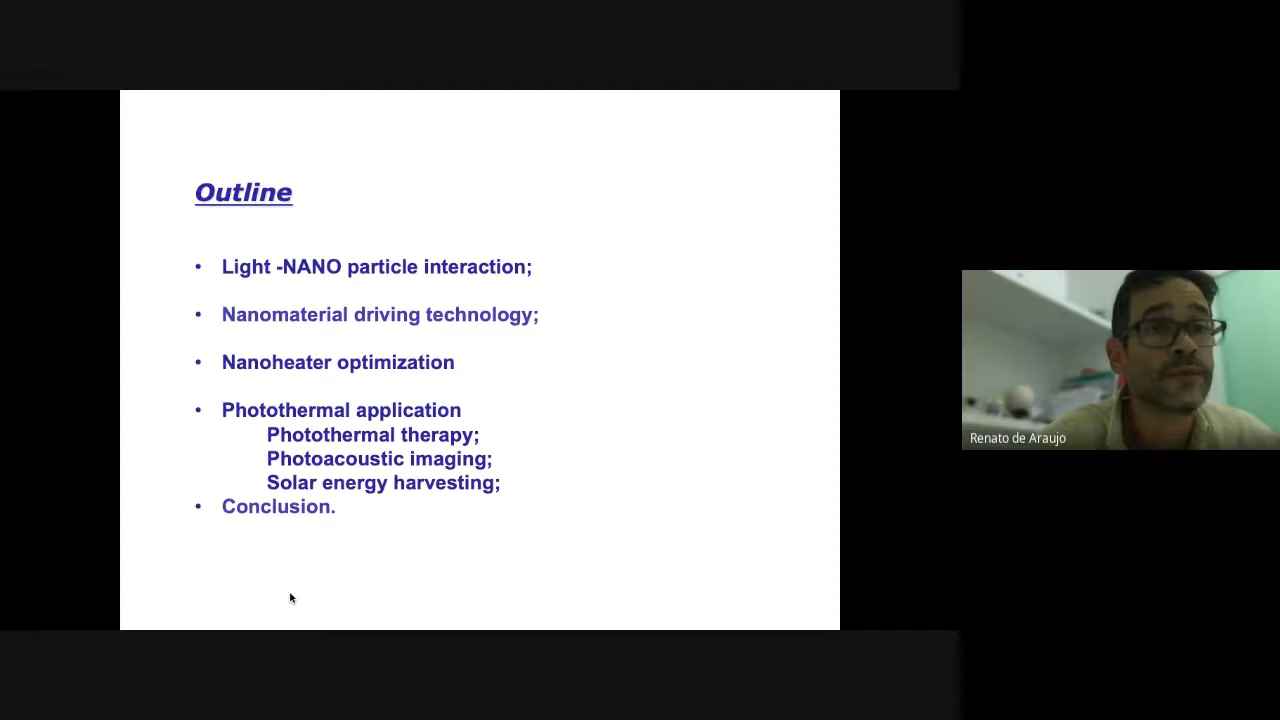 Outline
• Light -NANO particle interaction;
• Nanomaterial driving technology;
• Nanoheater optimization
• Photothermal application
Photothermal therapy;
Photoacoustic imaging;
Solar energy harvesting;
• Conclusion.
Renato de Araujo